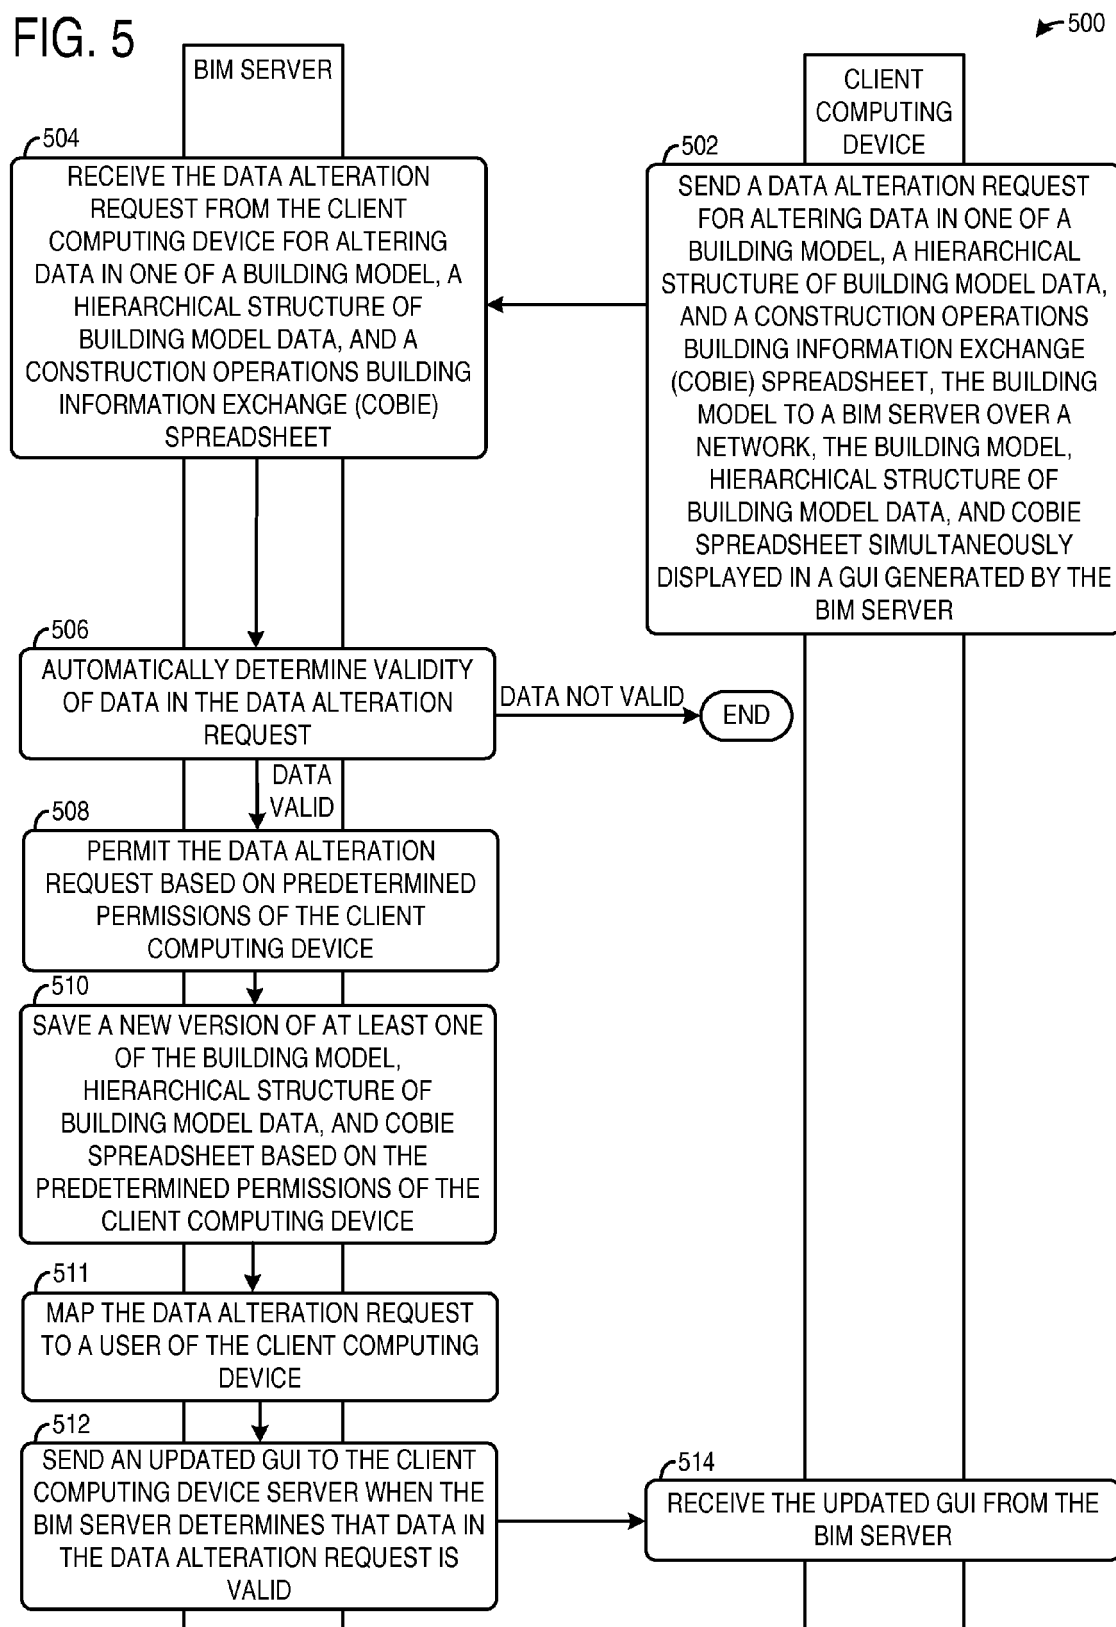 FIG. 5
500
BIM SERVER
CLIENT
COMPUTING
DEVICE
502
SEND A DATA ALTERATION REQUEST
FOR ALTERING DATA IN ONE OF A
BUILDING MODEL, A HIERARCHICAL
STRUCTURE OF BUILDING MODEL DATA,
AND A CONSTRUCTION OPERATIONS
BUILDING INFORMATION EXCHANGE
(COBIE) SPREADSHEET, THE BUILDING
MODEL TO A BIM SERVER OVER A
NETWORK, THE BUILDING MODEL,
HIERARCHICAL STRUCTURE OF
BUILDING MODEL DATA, AND COBIE
SPREADSHEET SIMULTANEOUSLY
DISPLAYED IN A GUI GENERATED BY THE
BIM SERVER
504
RECEIVE THE DATA ALTERATION
REQUEST FROM THE CLIENT
COMPUTING DEVICE FOR ALTERING
DATA IN ONE OF A BUILDING MODEL, A
HIERARCHICAL STRUCTURE OF
BUILDING MODEL DATA, AND A
CONSTRUCTION OPERATIONS BUILDING
INFORMATION EXCHANGE (COBIE)
SPREADSHEET
506
AUTOMATICALLY DETERMINE VALIDITY
OF DATA IN THE DATA ALTERATION
REQUEST
DATA NOT VALID
END
DATA
VALID
508
PERMIT THE DATA ALTERATION
REQUEST BASED ON PREDETERMINED
PERMISSIONS OF THE CLIENT
COMPUTING DEVICE
510
SAVE A NEW VERSION OF AT LEAST ONE
OF THE BUILDING MODEL,
HIERARCHICAL STRUCTURE OF
BUILDING MODEL DATA, AND COBIE
SPREADSHEET BASED ON THE
PREDETERMINED PERMISSIONS OF THE
CLIENT COMPUTING DEVICE
511
MAP THE DATA ALTERATION REQUEST
TO A USER OF THE CLIENT COMPUTING
DEVICE
512
SEND AN UPDATED GUI TO THE CLIENT
COMPUTING DEVICE SERVER WHEN THE
BIM SERVER DETERMINES THAT DATA IN
THE DATA ALTERATION REQUEST IS
VALID
514
RECEIVE THE UPDATED GUI FROM THE
BIM SERVER